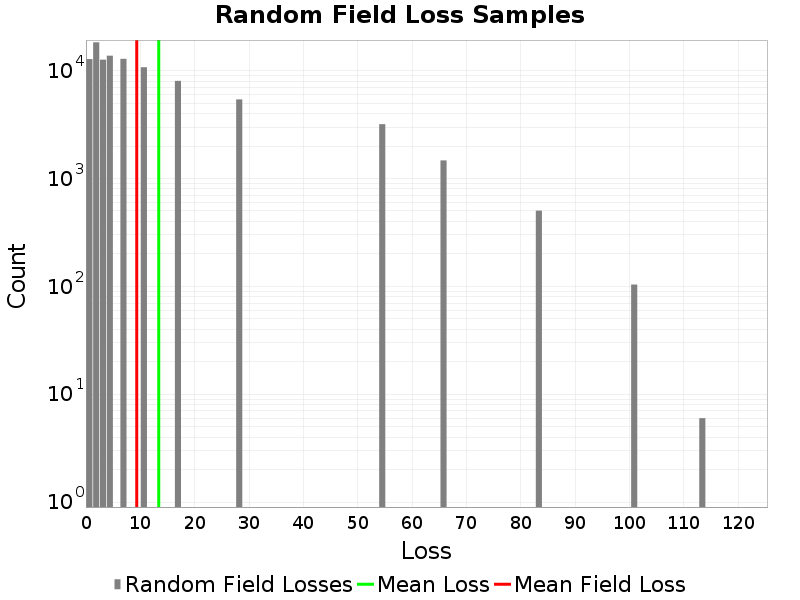 Random Field Loss Samples
Count
10^4
10^3
10^2
10^1
10^0
0 10 20 30 40 50 60 70 80 90 100 110 120
Loss
Random Field Losses Mean Loss Mean Field Loss